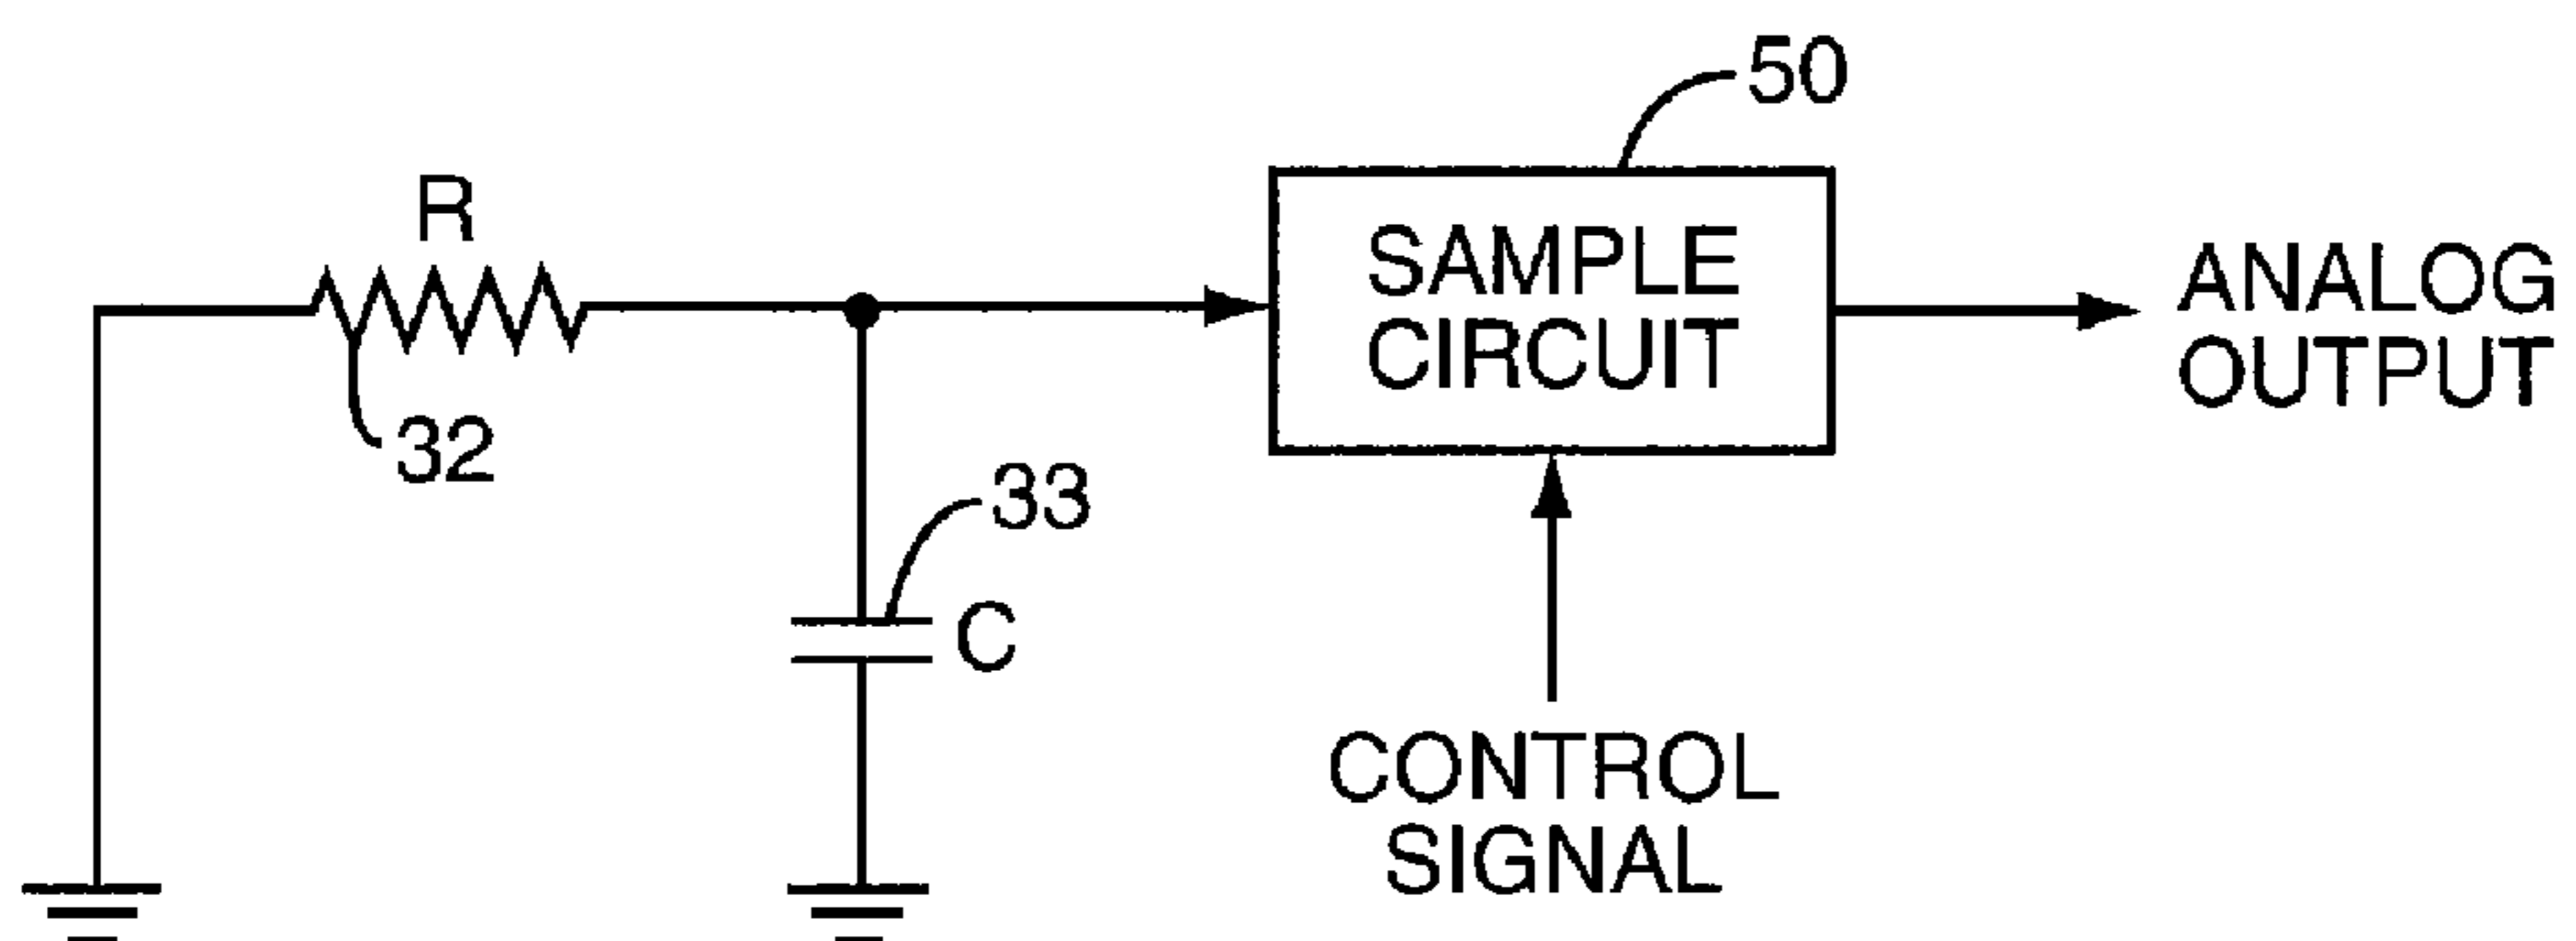 50
R
SAMPLE
CIRCUIT
ANALOG
OUTPUT
32
33
C
CONTROL
SIGNAL